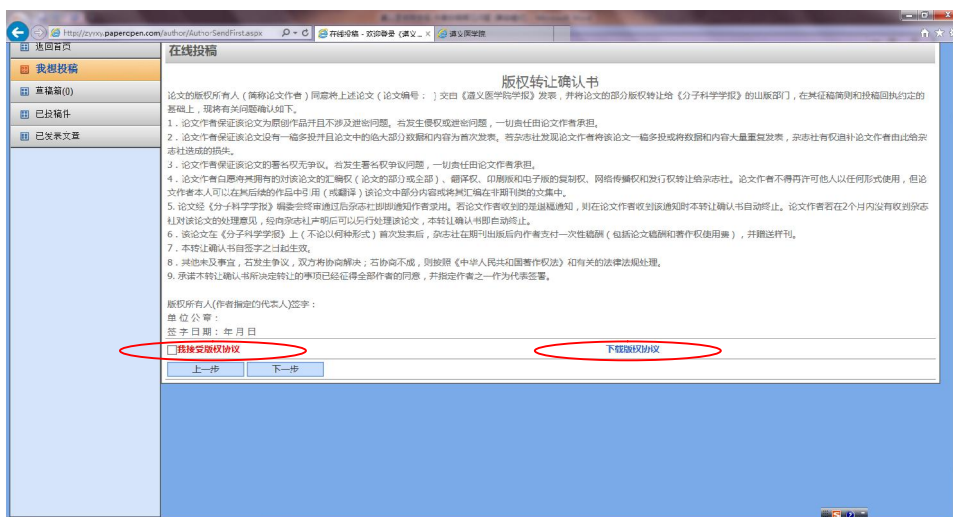 Http://zyxy.paperopen.com/author/Autho-SendFirst.aspx
在线投稿 - 欢迎登录 (遵义...
遵义医学院
返回首页
我想投稿
草稿箱(0)
已投稿件
已发表文章
在线投稿
版权转让确认书
论文的版权所有人(简称论文作者)同意将上述论文(论文编号: )交由《遵义医学院学报》发表,并将论文的部分版权转让给《分子科学学报》的出版部门,在其征稿简则和投稿回执约定的
基础上,现将有关问题确认如下。
1.论文作者保证该论文为原创作品并且不涉及泄密问题。若发生侵权或泄密问题,一切责任由论文作者承担。
2.论文作者保证该论文没有一稿多投并且论文中的绝大部分数据和内容为首次发表。若杂志社发现论文作者将该论文一稿多投或将数据和内容大量重复发表,杂志社有权追补论文作者由此给杂
志社造成的损失。
3.论文作者保证该论文的署名权无争议。若发生署名权争议问题,一切责任由论文作者承担。
4.论文作者自愿将其拥有的对该论文的汇编权(论文的部分或全部)、翻译权、印刷版和电子版的复制权、网络传播权和发行权转让给杂志社。论文作者不得再许可他人以任何形式使用,但论
文作者本人可以在其后续的作品中引用(或翻译)该论文中部分内容或将其汇编在非期刊类的文集中。
5.论文经《分子科学学报》编委会终审通过后杂志社即即通知作者录用。若论文作者收到的是退稿通知,则在论文作者收到该通知时本转让确认书自动终止。论文作者若在2个月内没有收到杂志
社对该论文的处理意见,经向杂志社声明后可以另行处理该论文,本转让确认书即自动终止。
6.该论文在《分子科学学报》上(不论以何种形式)首次发表后,杂志社在期刊出版后向作者支付一次性稿酬(包括论文稿酬和著作权使用费),并赠送样刊。
7.本转让确认书自签字之日起生效。
8.其他未及事宜,若发生争议,双方将协商解决;若协商不成,则按照《中华人民共和国著作权法》和有关的法律法规处理。
9.承诺本转让确认书所决定转让的事项已经征得全部作者的同意,并指定作者之一作为代表签署。
版权所有人(作者指定的代表人)签字:
单位公章:
签字日期:年月日
我接受版权协议 下载版权协议
上一步 下一步